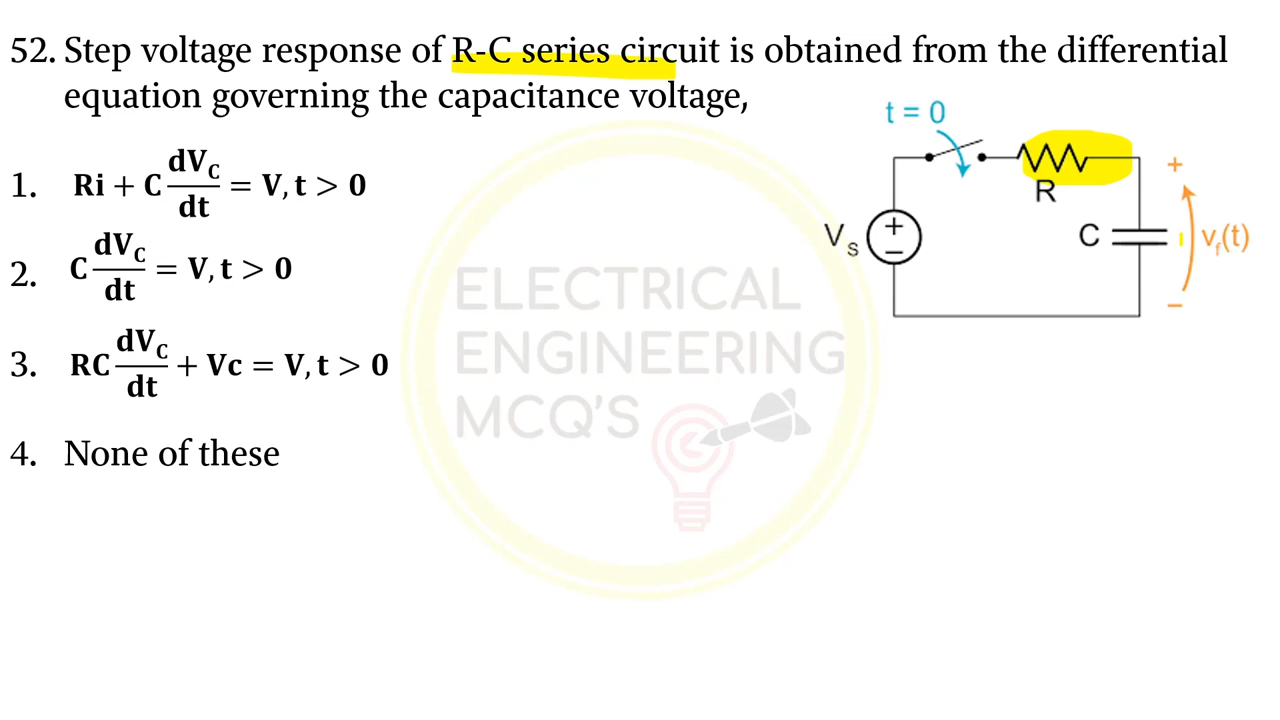 52. Step voltage response of R-C series circuit is obtained from the differential
equation governing the capacitance voltage,
t = 0
1. Ri + C dV_C/dt = V, t > 0
R
2. C dV_C/dt = V, t > 0
V_S
+
−
C
+
v_f(t)
−
3. RC dV_C/dt + Vc = V, t > 0
4. None of these
ELECTRICAL
ENGINEERING
MCQ'S